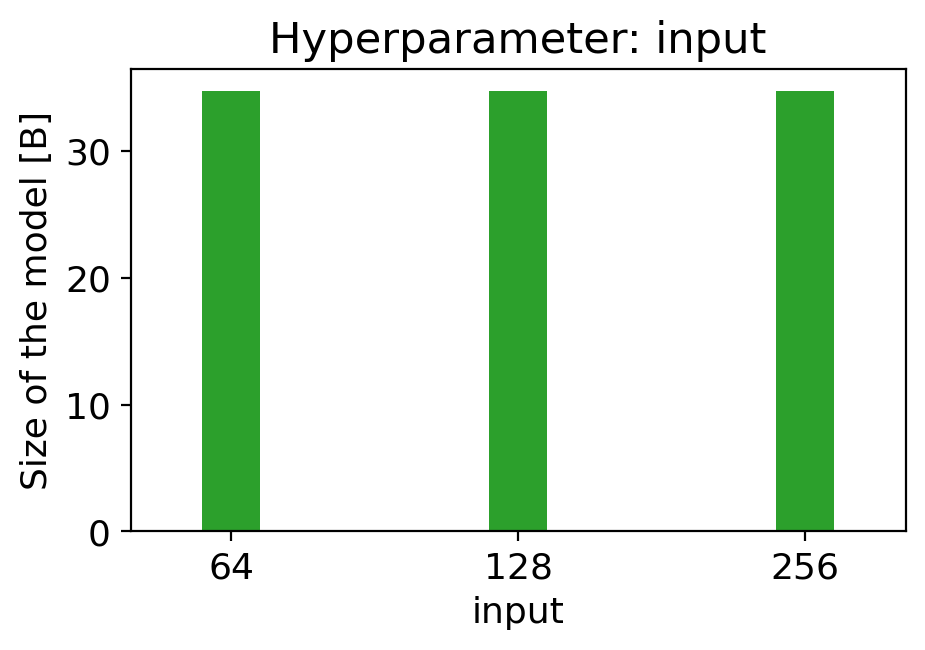 Hyperparameter: input
Size of the model [B]
30
20
10
0
64 128 256
input